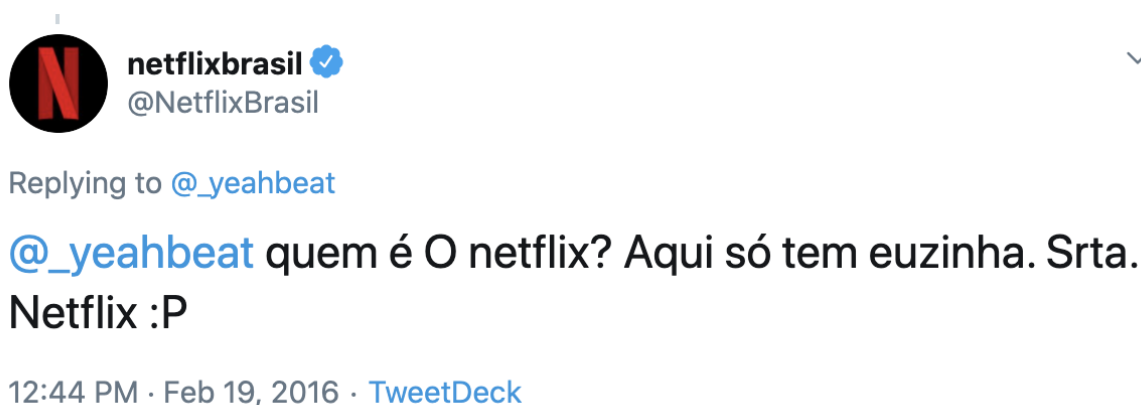 netflixbrasil
@NetflixBrasil
Replying to @_yeahbeat
@_yeahbeat quem é O netflix? Aqui só tem euzinha. Srta.
Netflix :P
12:44 PM · Feb 19, 2016 · TweetDeck